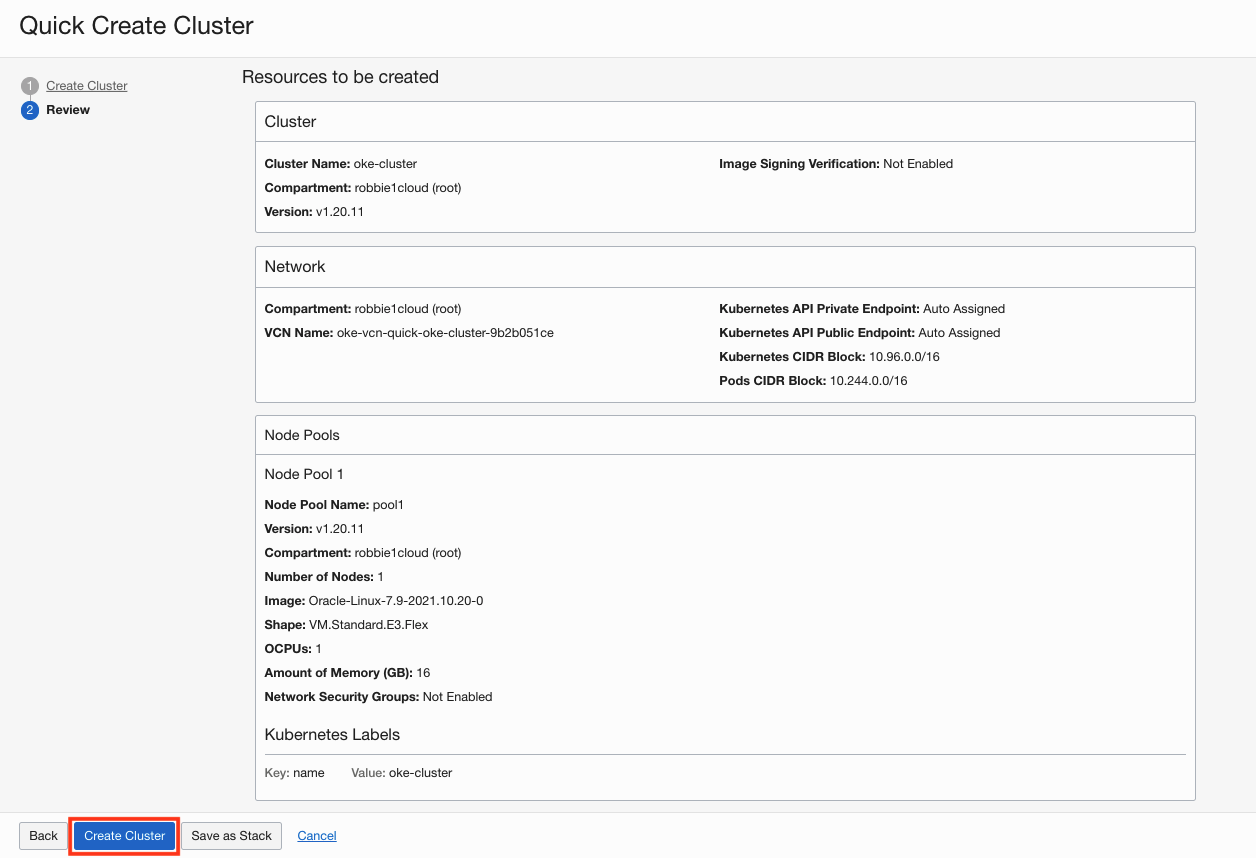 Quick Create Cluster
1 Create Cluster
2 Review
Resources to be created
Cluster
Cluster Name: oke-cluster
Compartment: robbie1cloud (root)
Version: v1.20.11
Image Signing Verification: Not Enabled
Network
Compartment: robbie1cloud (root)
VCN Name: oke-vcn-quick-oke-cluster-9b2b051ce
Kubernetes API Private Endpoint: Auto Assigned
Kubernetes API Public Endpoint: Auto Assigned
Kubernetes CIDR Block: 10.96.0.0/16
Pods CIDR Block: 10.244.0.0/16
Node Pools
Node Pool 1
Node Pool Name: pool1
Version: v1.20.11
Compartment: robbie1cloud (root)
Number of Nodes: 1
Image: Oracle-Linux-7.9-2021.10.20-0
Shape: VM.Standard.E3.Flex
OCPUs: 1
Amount of Memory (GB): 16
Network Security Groups: Not Enabled
Kubernetes Labels
Key: name Value: oke-cluster
Back Create Cluster Save as Stack Cancel